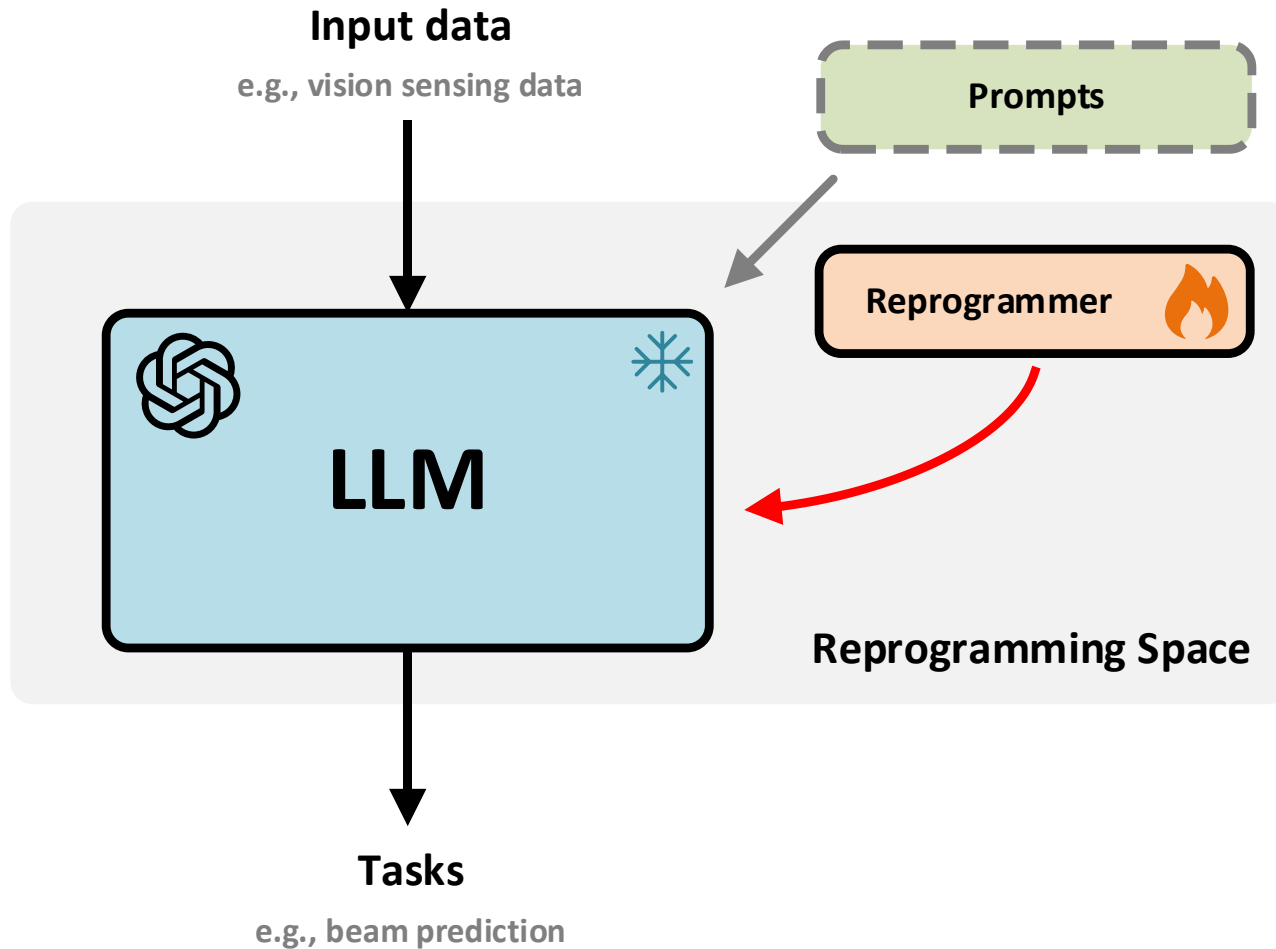 Input data
e.g., vision sensing data
Prompts
Reprogrammer
LLM
Reprogramming Space
Tasks
e.g., beam prediction